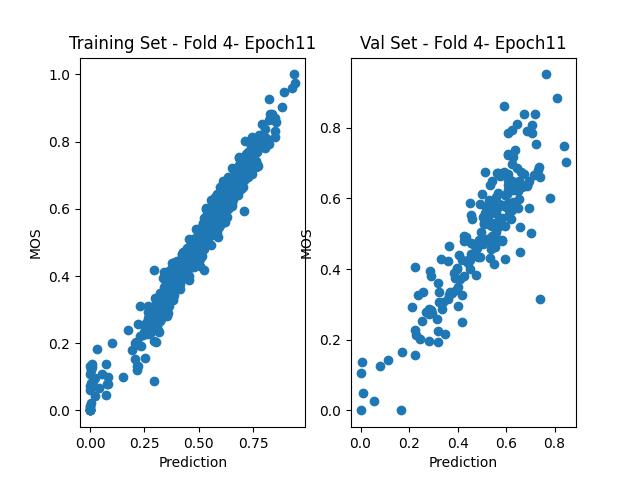 Training Set - Fold 4- Epoch11
Val Set - Fold 4- Epoch11
1.0
0.8
0.6
0.4
0.2
0.0
MOS
0.00 0.25 0.50 0.75
Prediction
0.8
0.6
0.4
0.2
0.0
MOS
0.0 0.2 0.4 0.6 0.8
Prediction